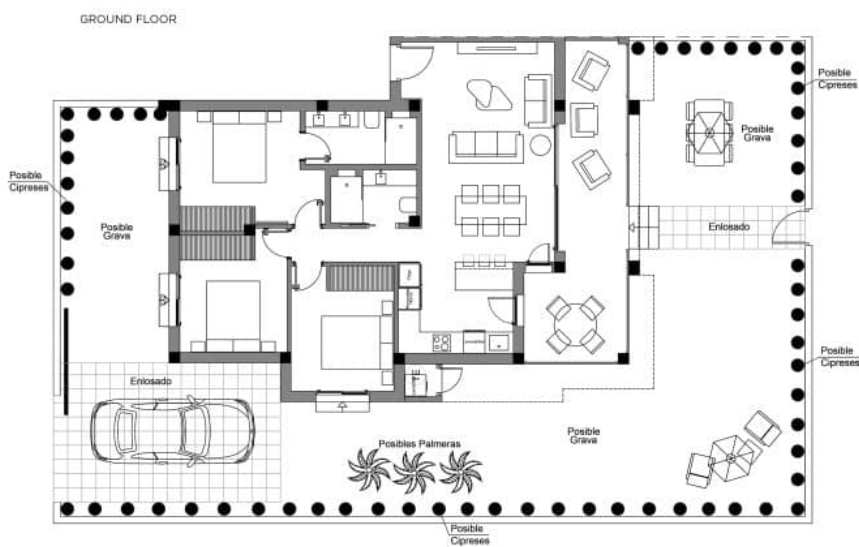 GROUND FLOOR
Posible
Cipreses
Posible
Grava
Posible
Cipreses
Posible
Grava
Enlosado
Posible
Cipreses
Enlosado
Posible
Grava
Posibles Palmeras
Posible
Cipreses